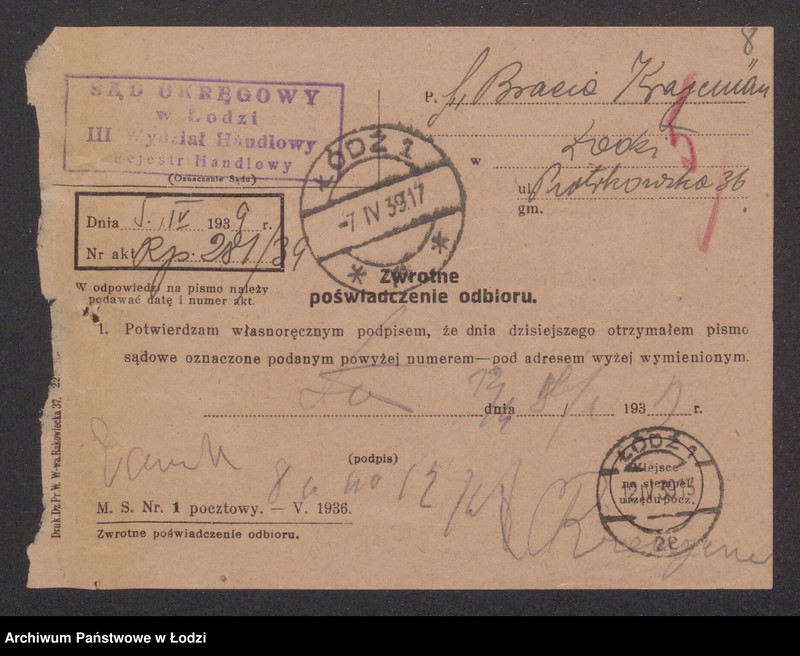 8
SĄD OKRĘGOWY
w Łodzi
III Wydział Handlowy
Rejestr Handlowy
(Oznaczenie Sądu)
P. f. Bracia Krajcman
w Łodzi
ul. Piotrkowska 36
gm.
ŁÓDŹ 1
-7 IV 39.17
Dnia 5. IV 1939 r.
Nr akt Rp. 281/39
W odpowiedzi na pismo należy
podawać datę i numer akt.
Zwrotne
poświadczenie odbioru.
1. Potwierdzam własnoręcznym podpisem, że dnia dzisiejszego otrzymałem pismo
sądowe oznaczone podanym powyżej numerem—pod adresem wyżej wymienionym.
dnia 193 r.
(podpis)
ŁÓDŹ 1
Miejsce
na stempel
urzędu pocz.
M. S. Nr. 1 pocztowy. — V. 1936.
Zwrotne poświadczenie odbioru.
Druk Dz. Pr. W. W-wa. Rakowiecka 37. 22
Archiwum Państwowe w Łodzi